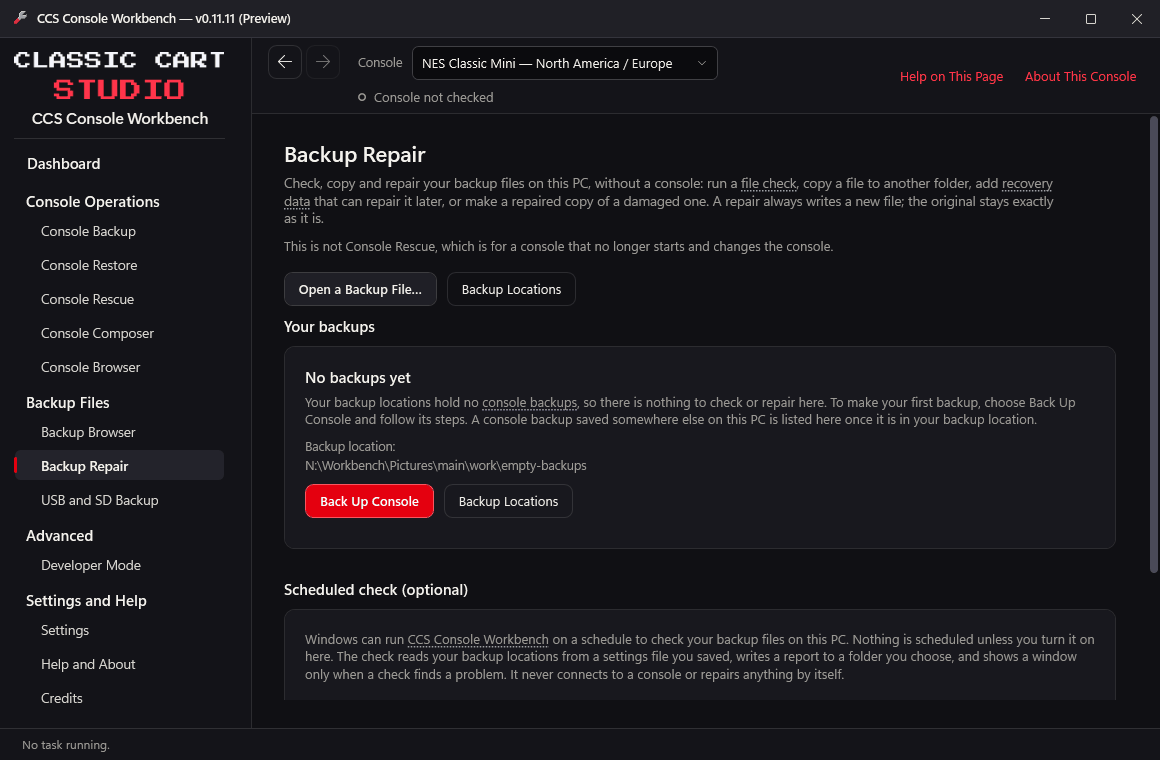 CCS Console Workbench — v0.11.11 (Preview)
CLASSIC CART
STUDIO
CCS Console Workbench
Dashboard
Console Operations
Console Backup
Console Restore
Console Rescue
Console Composer
Console Browser
Backup Files
Backup Browser
Backup Repair
USB and SD Backup
Advanced
Developer Mode
Settings and Help
Settings
Help and About
Credits
Console
NES Classic Mini — North America / Europe
Console not checked
Help on This Page
About This Console
Backup Repair
Check, copy and repair your backup files on this PC, without a console: run a file check, copy a file to another folder, add recovery
data that can repair it later, or make a repaired copy of a damaged one. A repair always writes a new file; the original stays exactly
as it is.
This is not Console Rescue, which is for a console that no longer starts and changes the console.
Open a Backup File...
Backup Locations
Your backups
No backups yet
Your backup locations hold no console backups, so there is nothing to check or repair here. To make your first backup, choose Back Up
Console and follow its steps. A console backup saved somewhere else on this PC is listed here once it is in your backup location.
Backup location:
N:\Workbench\Pictures\main\work\empty-backups
Back Up Console
Backup Locations
Scheduled check (optional)
Windows can run CCS Console Workbench on a schedule to check your backup files on this PC. Nothing is scheduled unless you turn it on
here. The check reads your backup locations from a settings file you saved, writes a report to a folder you choose, and shows a window
only when a check finds a problem. It never connects to a console or repairs anything by itself.
No task running.